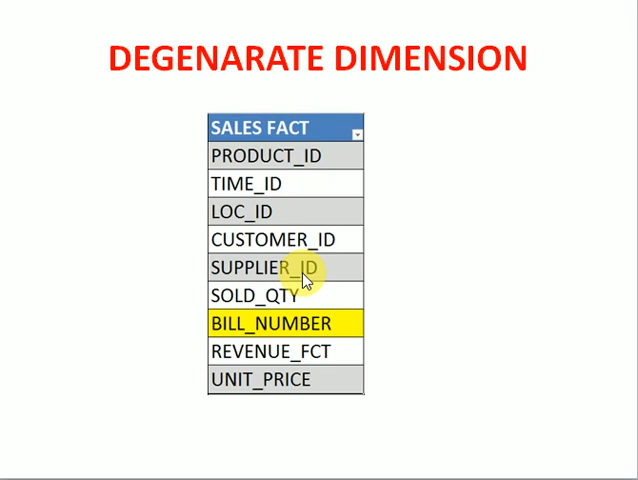 DEGENARATE DIMENSION
SALES FACT
PRODUCT_ID
TIME_ID
LOC_ID
CUSTOMER_ID
SUPPLIER_ID
SOLD_QTY
BILL_NUMBER
REVENUE_FCT
UNIT_PRICE